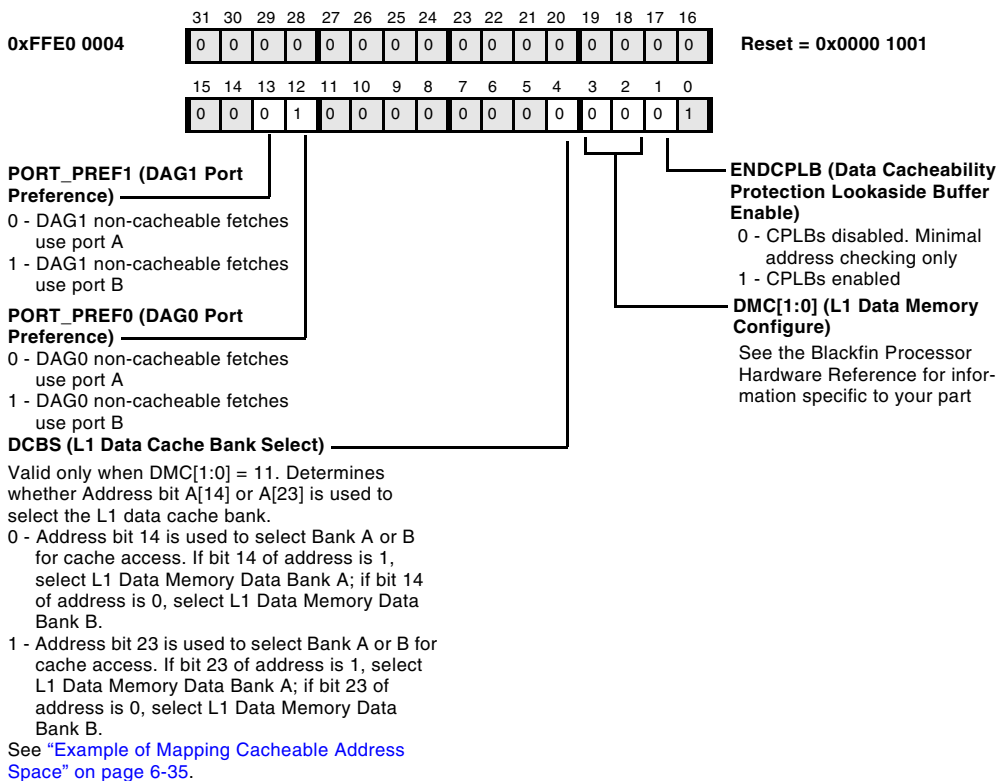 31 30 29 28 27 26 25 24 23 22 21 20 19 18 17 16
0xFFE0 0004
0 0 0 0 0 0 0 0 0 0 0 0 0 0 0 0
Reset = 0x0000 1001
15 14 13 12 11 10 9 8 7 6 5 4 3 2 1 0
0 0 0 1 0 0 0 0 0 0 0 0 0 0 0 1
PORT_PREF1 (DAG1 Port
Preference)
0 - DAG1 non-cacheable fetches
use port A
1 - DAG1 non-cacheable fetches
use port B
PORT_PREF0 (DAG0 Port
Preference)
0 - DAG0 non-cacheable fetches
use port A
1 - DAG0 non-cacheable fetches
use port B
DCBS (L1 Data Cache Bank Select)
Valid only when DMC[1:0] = 11. Determines
whether Address bit A[14] or A[23] is used to
select the L1 data cache bank.
0 - Address bit 14 is used to select Bank A or B
for cache access. If bit 14 of address is 1,
select L1 Data Memory Data Bank A; if bit 14
of address is 0, select L1 Data Memory Data
Bank B.
1 - Address bit 23 is used to select Bank A or B for
cache access. If bit 23 of address is 1, select
L1 Data Memory Data Bank A; if bit 23 of
address is 0, select L1 Data Memory Data
Bank B.
See “Example of Mapping Cacheable Address
Space” on page 6-35.
ENDCPLB (Data Cacheability
Protection Lookaside Buffer
Enable)
0 - CPLBs disabled. Minimal
address checking only
1 - CPLBs enabled
DMC[1:0] (L1 Data Memory
Configure)
See the Blackfin Processor
Hardware Reference for infor-
mation specific to your part